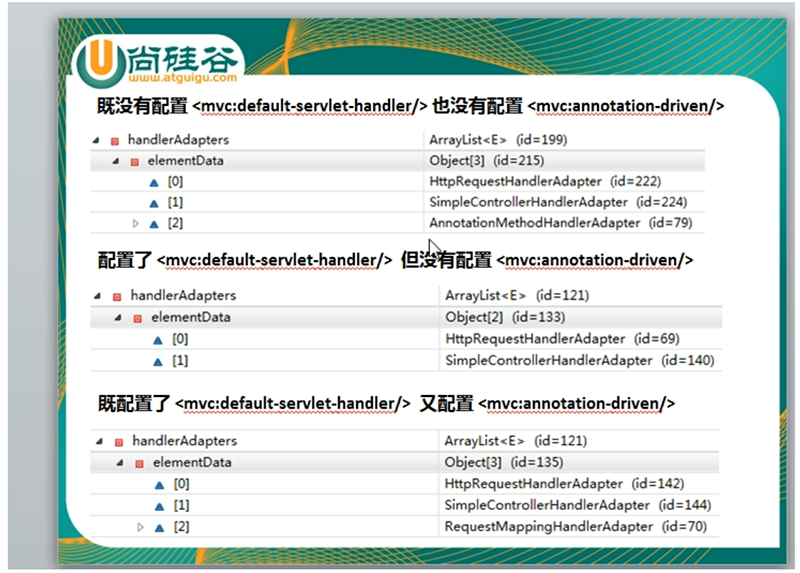 尚硅谷
www.atguigu.com
既没有配置 <mvc:default-servlet-handler/> 也没有配置 <mvc:annotation-driven/>
handlerAdapters ArrayList<E> (id=199)
elementData Object[3] (id=215)
[0] HttpRequestHandlerAdapter (id=222)
[1] SimpleControllerHandlerAdapter (id=224)
[2] AnnotationMethodHandlerAdapter (id=79)
配置了 <mvc:default-servlet-handler/> 但没有配置 <mvc:annotation-driven/>
handlerAdapters ArrayList<E> (id=121)
elementData Object[2] (id=133)
[0] HttpRequestHandlerAdapter (id=69)
[1] SimpleControllerHandlerAdapter (id=140)
既配置了 <mvc:default-servlet-handler/> 又配置 <mvc:annotation-driven/>
handlerAdapters ArrayList<E> (id=121)
elementData Object[3] (id=135)
[0] HttpRequestHandlerAdapter (id=142)
[1] SimpleControllerHandlerAdapter (id=144)
[2] RequestMappingHandlerAdapter (id=70)